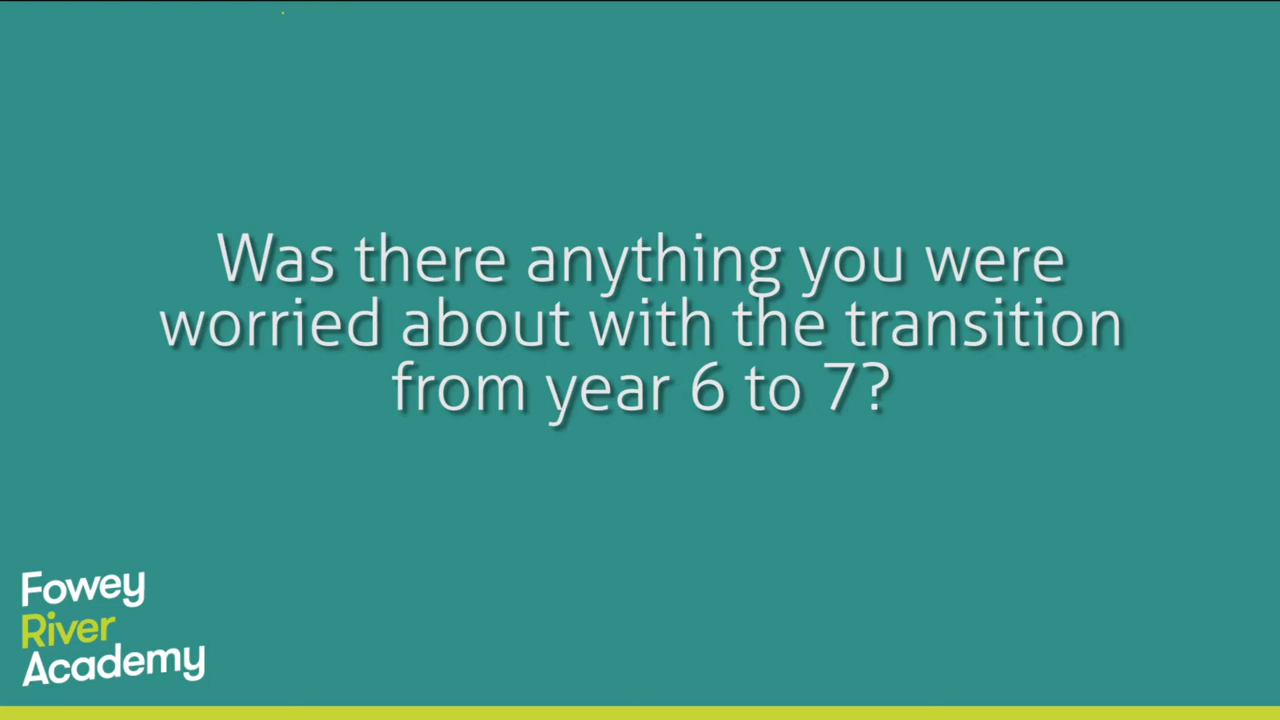 Was there anything you were
worried about with the transition
from year 6 to 7?
Fowey
River
Academy